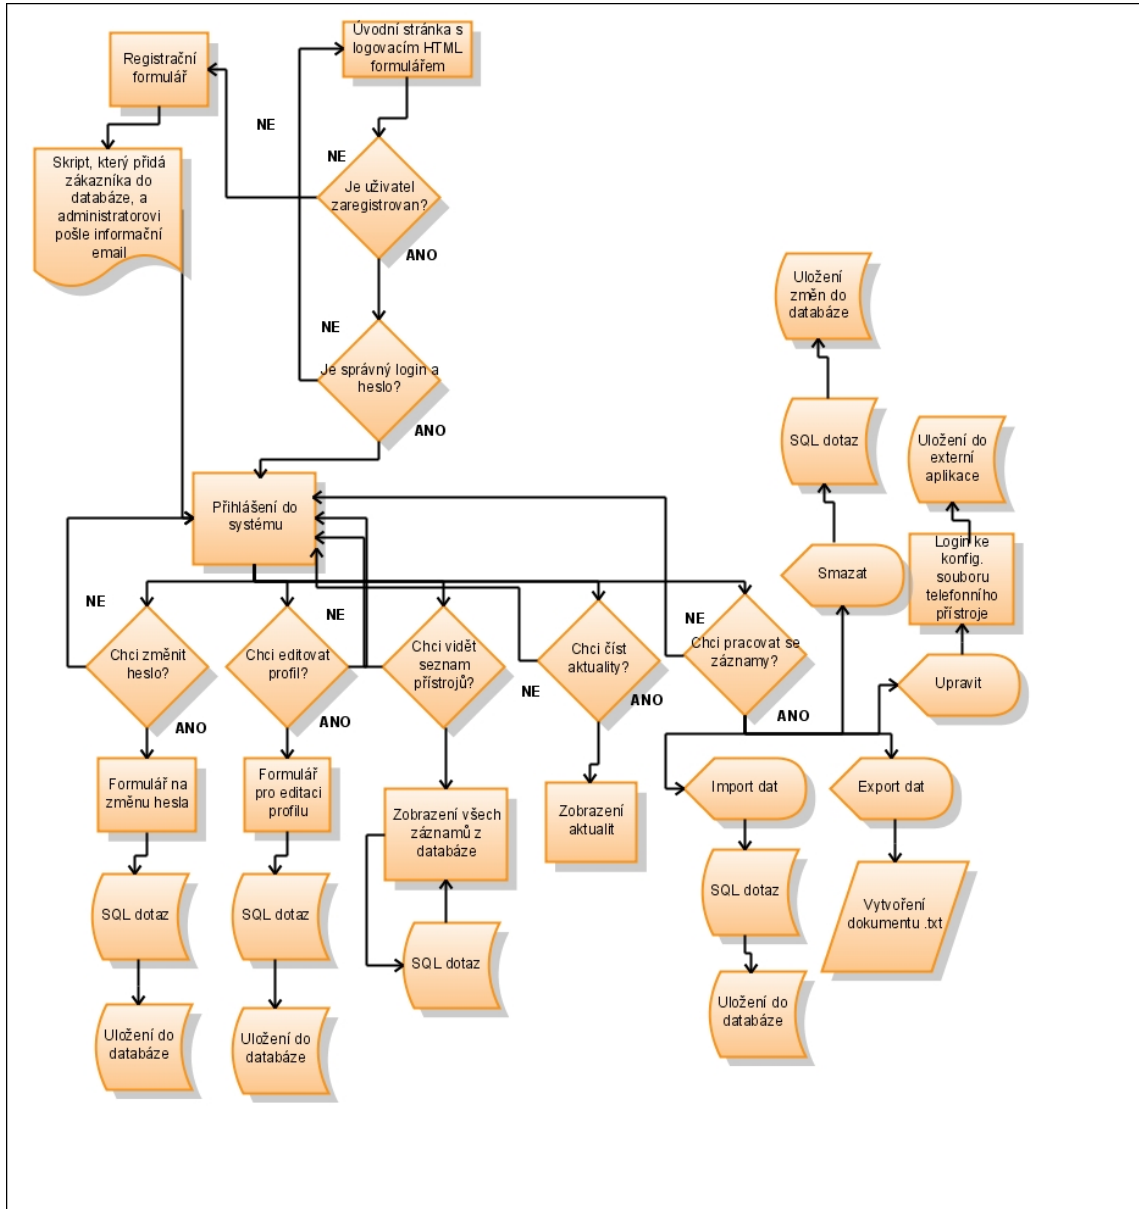 Úvodní stránka s
logovacím HTML
formulářem
Registrační
formulář
NE
NE
Skript, který přidá
zákazníka do
databáze, a
administratorovi
pošle informační
email
Je uživatel
zaregistrovan?
ANO
NE
Je správný login a
heslo?
ANO
Uložení
změn do
databáze
SQL dotaz
Uložení do
externí
aplikace
Přihlášení do
systému
Smazat
Login ke
konfig.
souboru
telefonního
přístroje
NE
NE
NE
Chci změnit
heslo?
Chci editovat
profil?
Chci vidět
seznam
přístrojů?
Chci číst
aktuality?
Chci pracovat se
záznamy?
Upravit
NE
ANO
ANO
ANO
ANO
Formulář na
změnu hesla
Formulář
pro editaci
profilu
Zobrazení všech
záznamů z
databáze
Zobrazení
aktualit
Import dat
Export dat
SQL dotaz
SQL dotaz
SQL dotaz
SQL dotaz
Vytvoření
dokumentu .txt
Uložení do
databáze
Uložení do
databáze
Uložení do
databáze